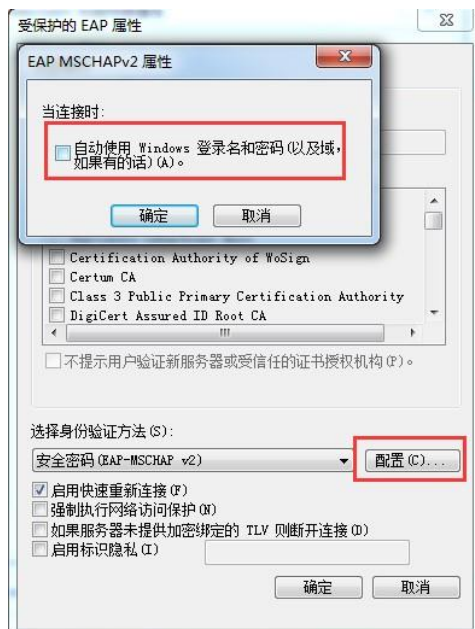 受保护的 EAP 属性
EAP MSCHAPv2 属性
当连接时:
自动使用 Windows 登录名和密码(以及域,
如果有的话)(A)。
确定 取消
Certification Authority of WoSign
Certum CA
Class 3 Public Primary Certification Authority
DigiCert Assured ID Root CA
不提示用户验证新服务器或受信任的证书授权机构(P)。
选择身份验证方法(S):
安全密码(EAP-MSCHAP v2) 配置(C)...
启用快速重新连接(F)
强制执行网络访问保护(N)
如果服务器未提供加密绑定的 TLV 则断开连接(D)
启用标识隐私(I)
确定 取消